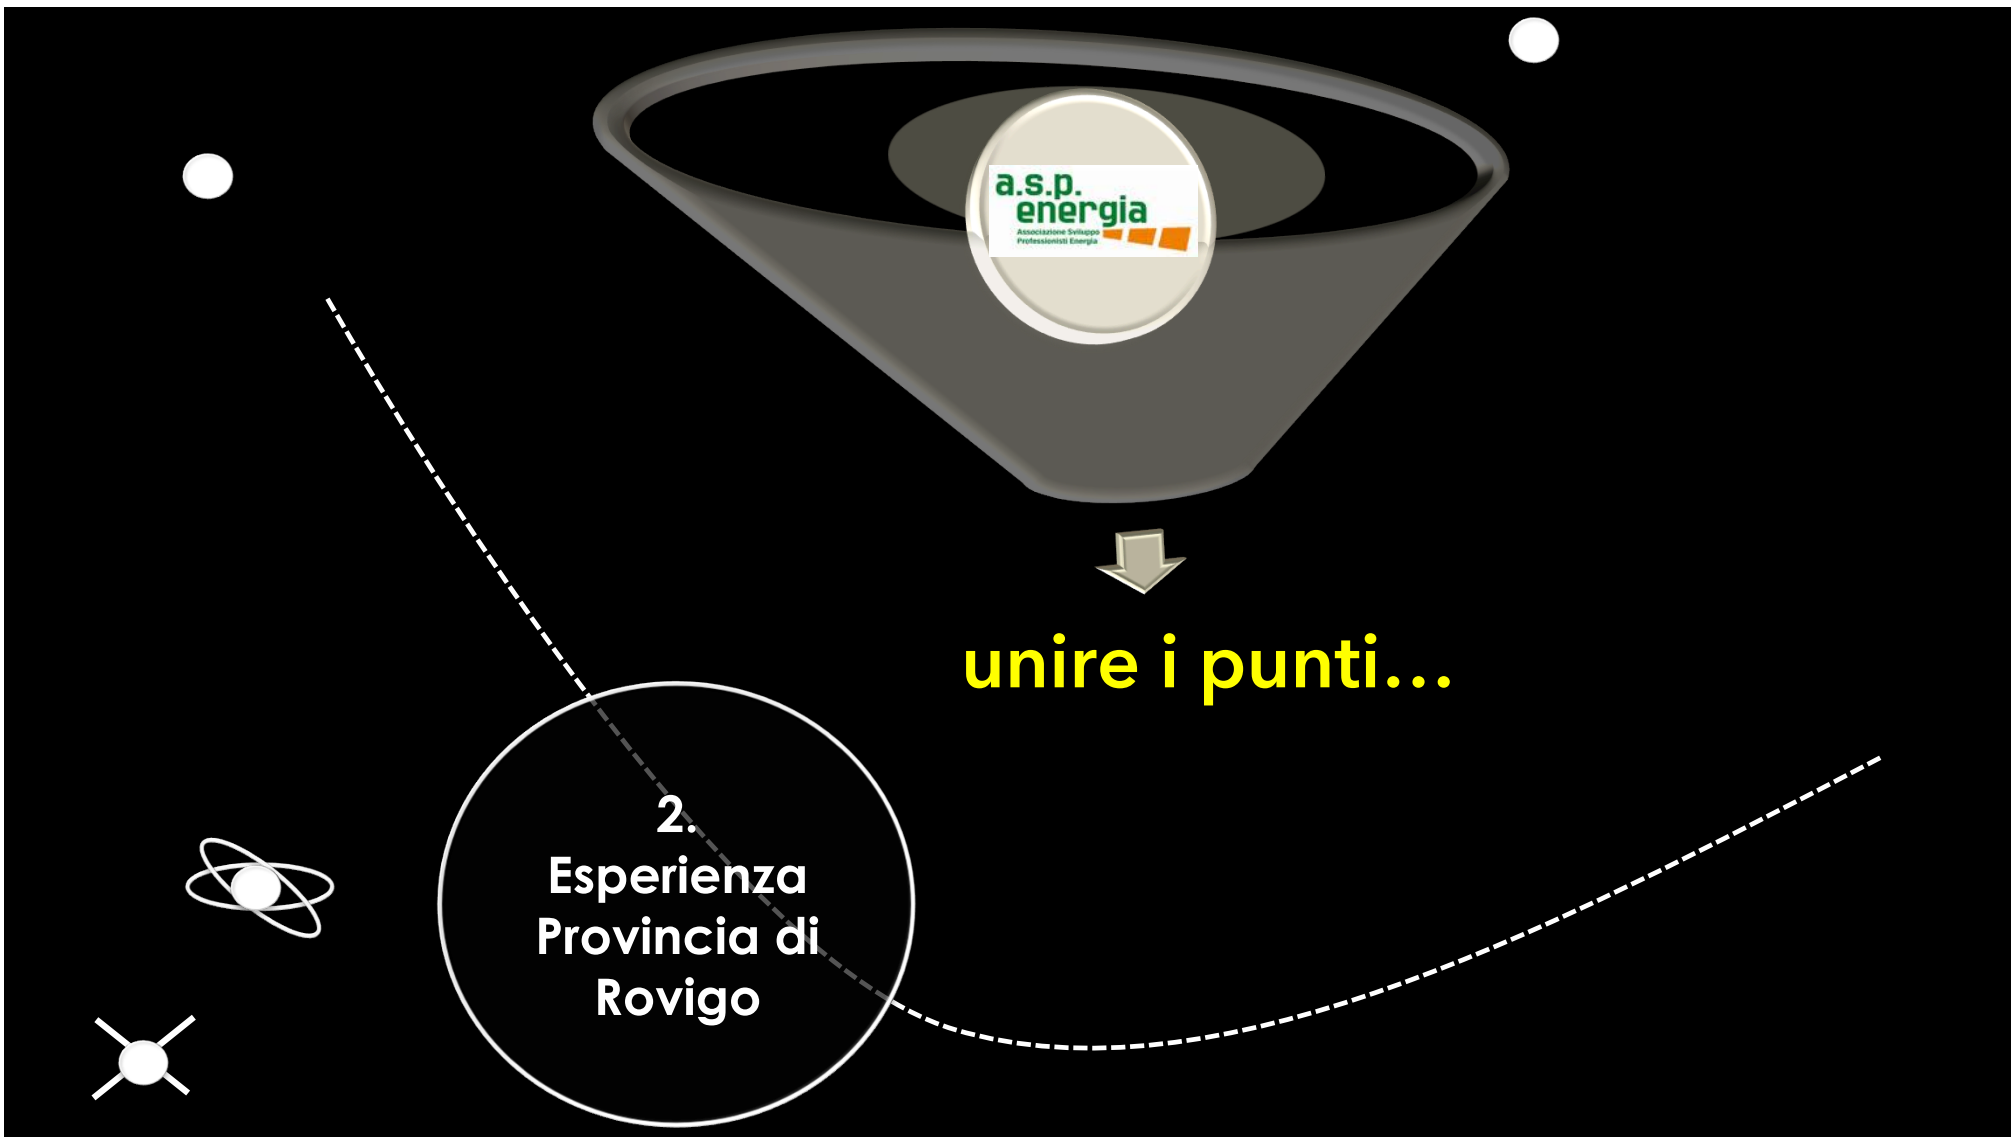 a.s.p.
energia
Associazione Sviluppo
Professionisti Energia
unire i punti...
2.
Esperienza
Provincia di
Rovigo